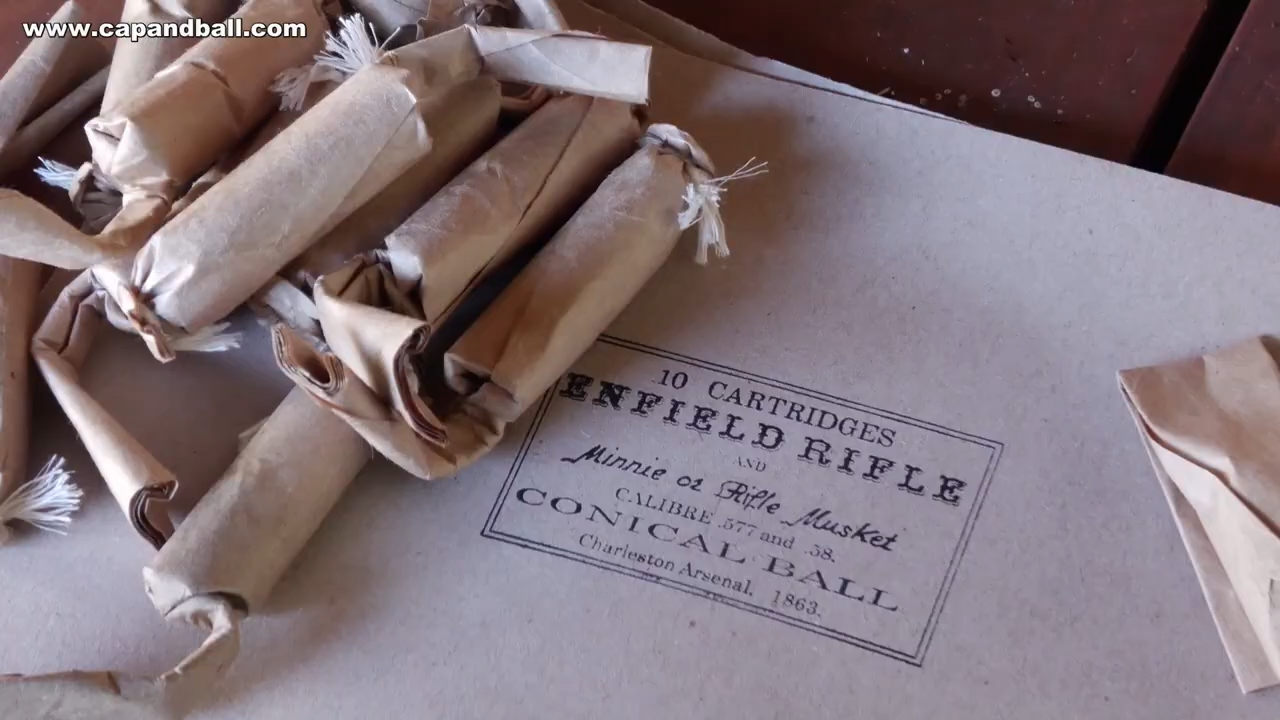 www.capandball.com
10 CARTRIDGES
ENFIELD RIFLE
AND
Minnie or Rifle Musket
CALIBRE .577 and .58.
CONICAL BALL
Charleston Arsenal, 1863.